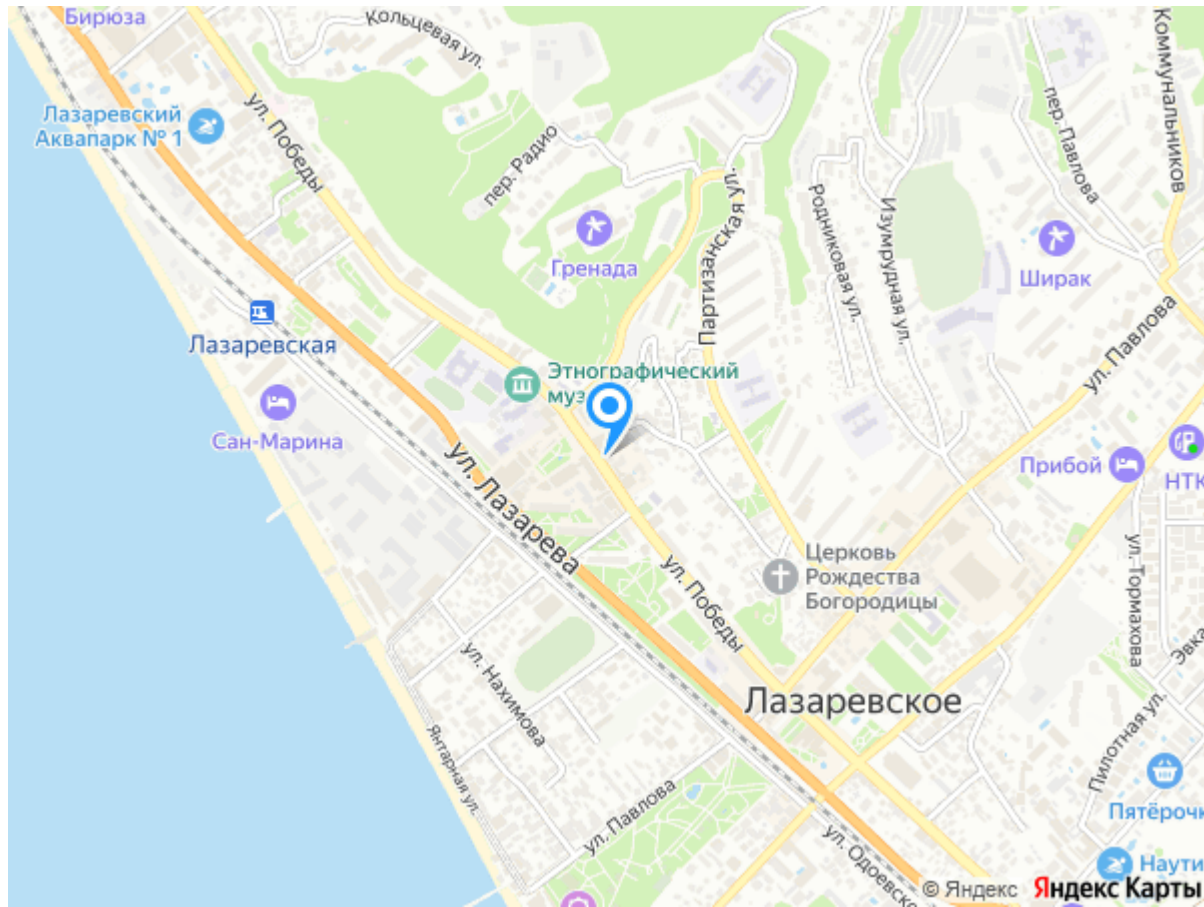 Бирюза
Кольцевая ул.
Коммунальников
Лазаревский
Аквапарк № 1
ул. Победы
пер. Радио
пер. Павлова
Партизанская ул.
Родниковая ул.
Изумрудная ул.
Гренада
Ширак
Лазаревская
ул. Павлова
Этнографический
муз
Сан-Марина
ул. Лазарева
Прибой
НТК
Церковь
Рождества
Богородицы
ул. Победы
ул. Тормахова
Эвка
ул. Нахимова
Лазаревское
Янтарная ул.
Пилотная ул.
Пятёрочк
ул. Павлова
ул. Одоевско
Наути
© Яндекс Яндекс Карты